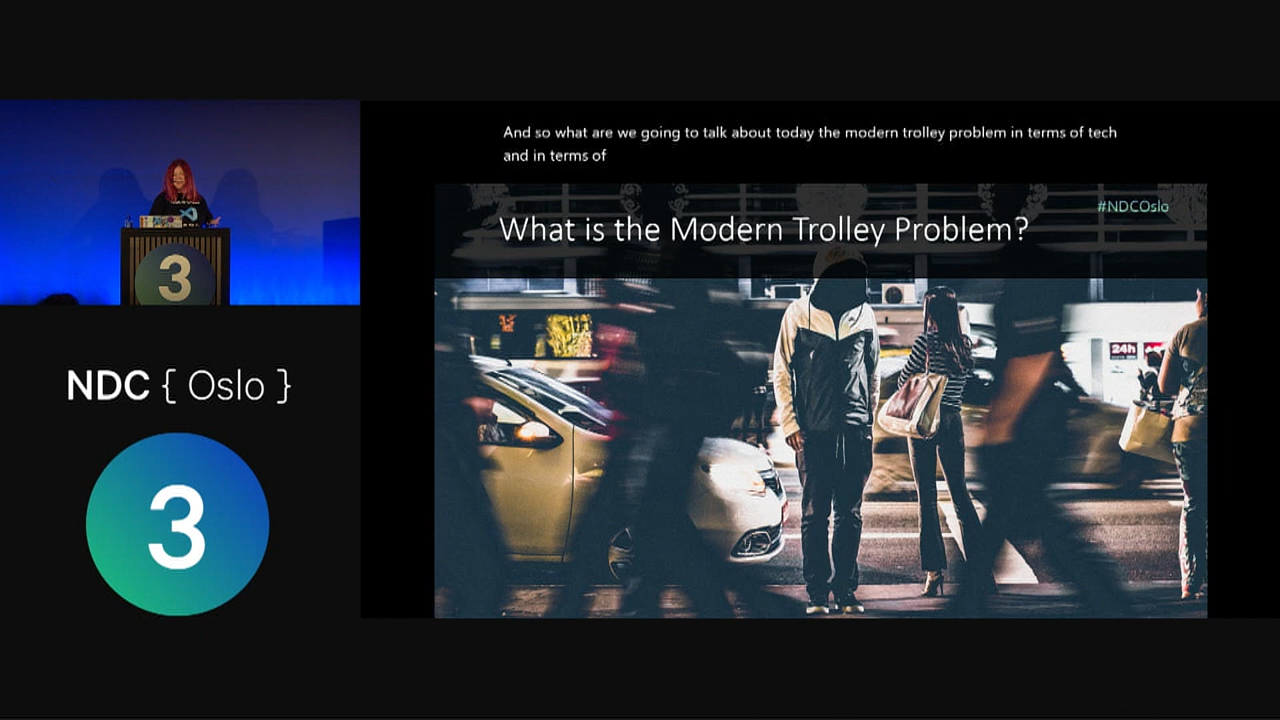 And so what are we going to talk about today the modern trolley problem in terms of tech
and in terms of
#NDCOslo
What is the Modern Trolley Problem?
24h
3
NDC { Oslo }
3